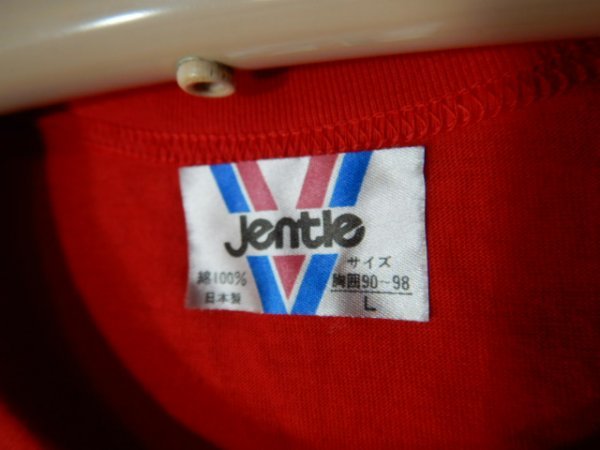 Jentle
綿100%
日本製
サイズ
胸囲90~98
L